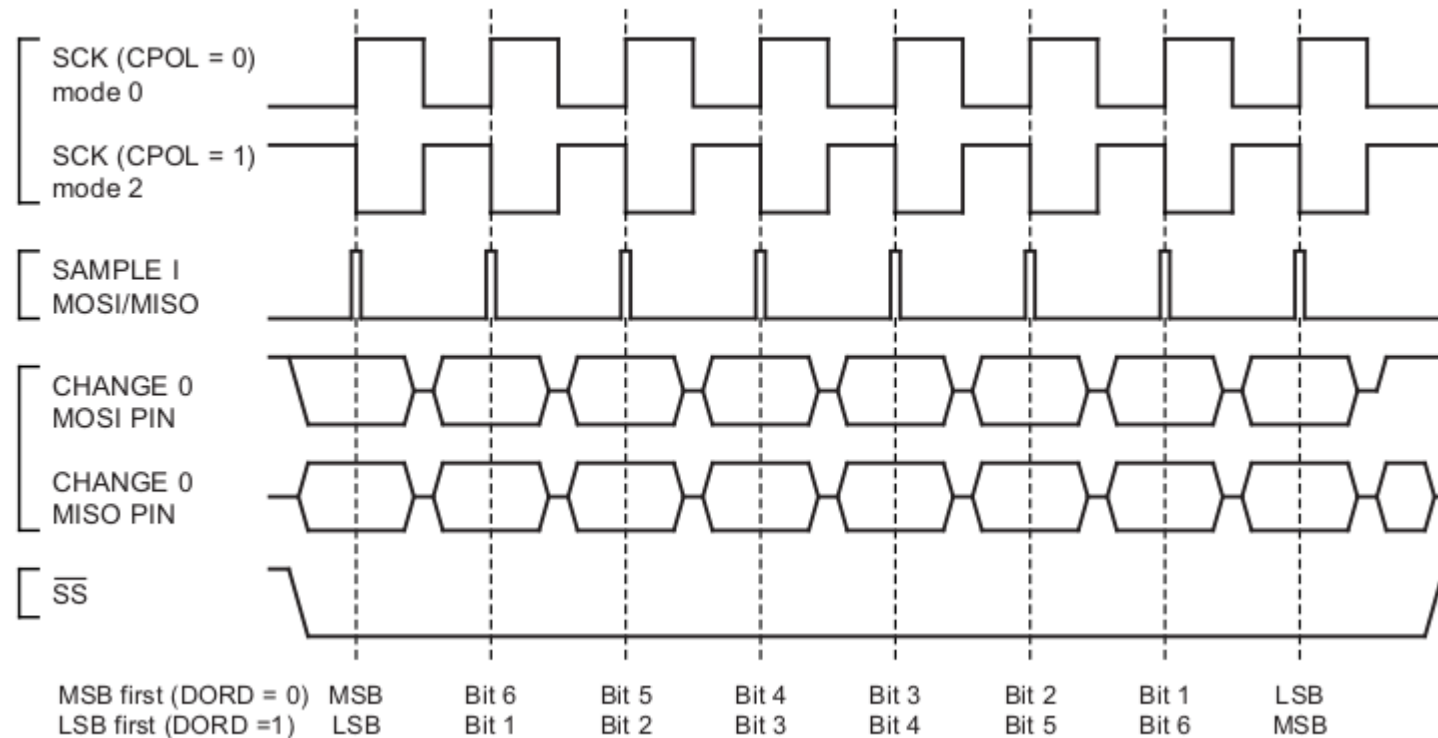 SCK (CPOL = 0)
mode 0
SCK (CPOL = 1)
mode 2
SAMPLE I
MOSI/MISO
CHANGE 0
MOSI PIN
CHANGE 0
MISO PIN
SS
MSB first (DORD = 0) MSB Bit 6 Bit 5 Bit 4 Bit 3 Bit 2 Bit 1 LSB
LSB first (DORD =1) LSB Bit 1 Bit 2 Bit 3 Bit 4 Bit 5 Bit 6 MSB